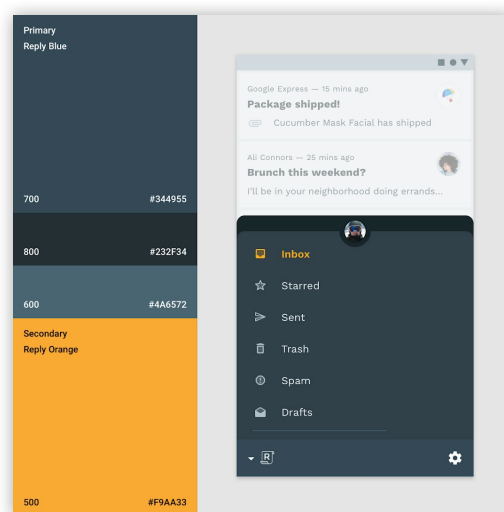 Primary
Reply Blue
700 #344955
800 #232F34
600 #4A6572
Secondary
Reply Orange
500 #F9AA33
Google Express — 15 mins ago
Package shipped!
Cucumber Mask Facial has shipped
Ali Connors — 25 mins ago
Brunch this weekend?
I'll be in your neighborhood doing errands...
Inbox
Starred
Sent
Trash
Spam
Drafts
R